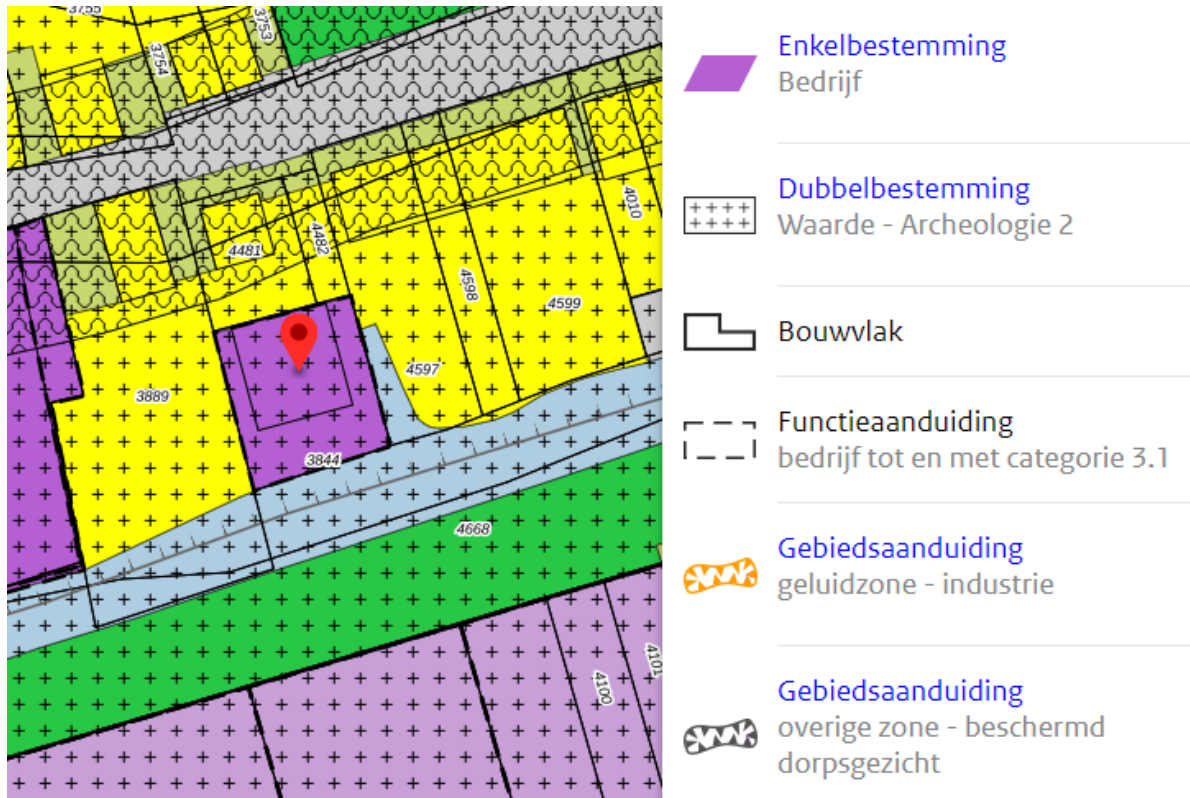 3755
3753
3754
4010
4481
4482
4598
4599
4597
3889
3844
4668
4100
4101
Enkelbestemming
Bedrijf
Dubbelbestemming
Waarde - Archeologie 2
Bouwvlak
Functieaanduiding
bedrijf tot en met categorie 3.1
Gebiedsaanduiding
geluidzone - industrie
Gebiedsaanduiding
overige zone - beschermd
dorpsgezicht